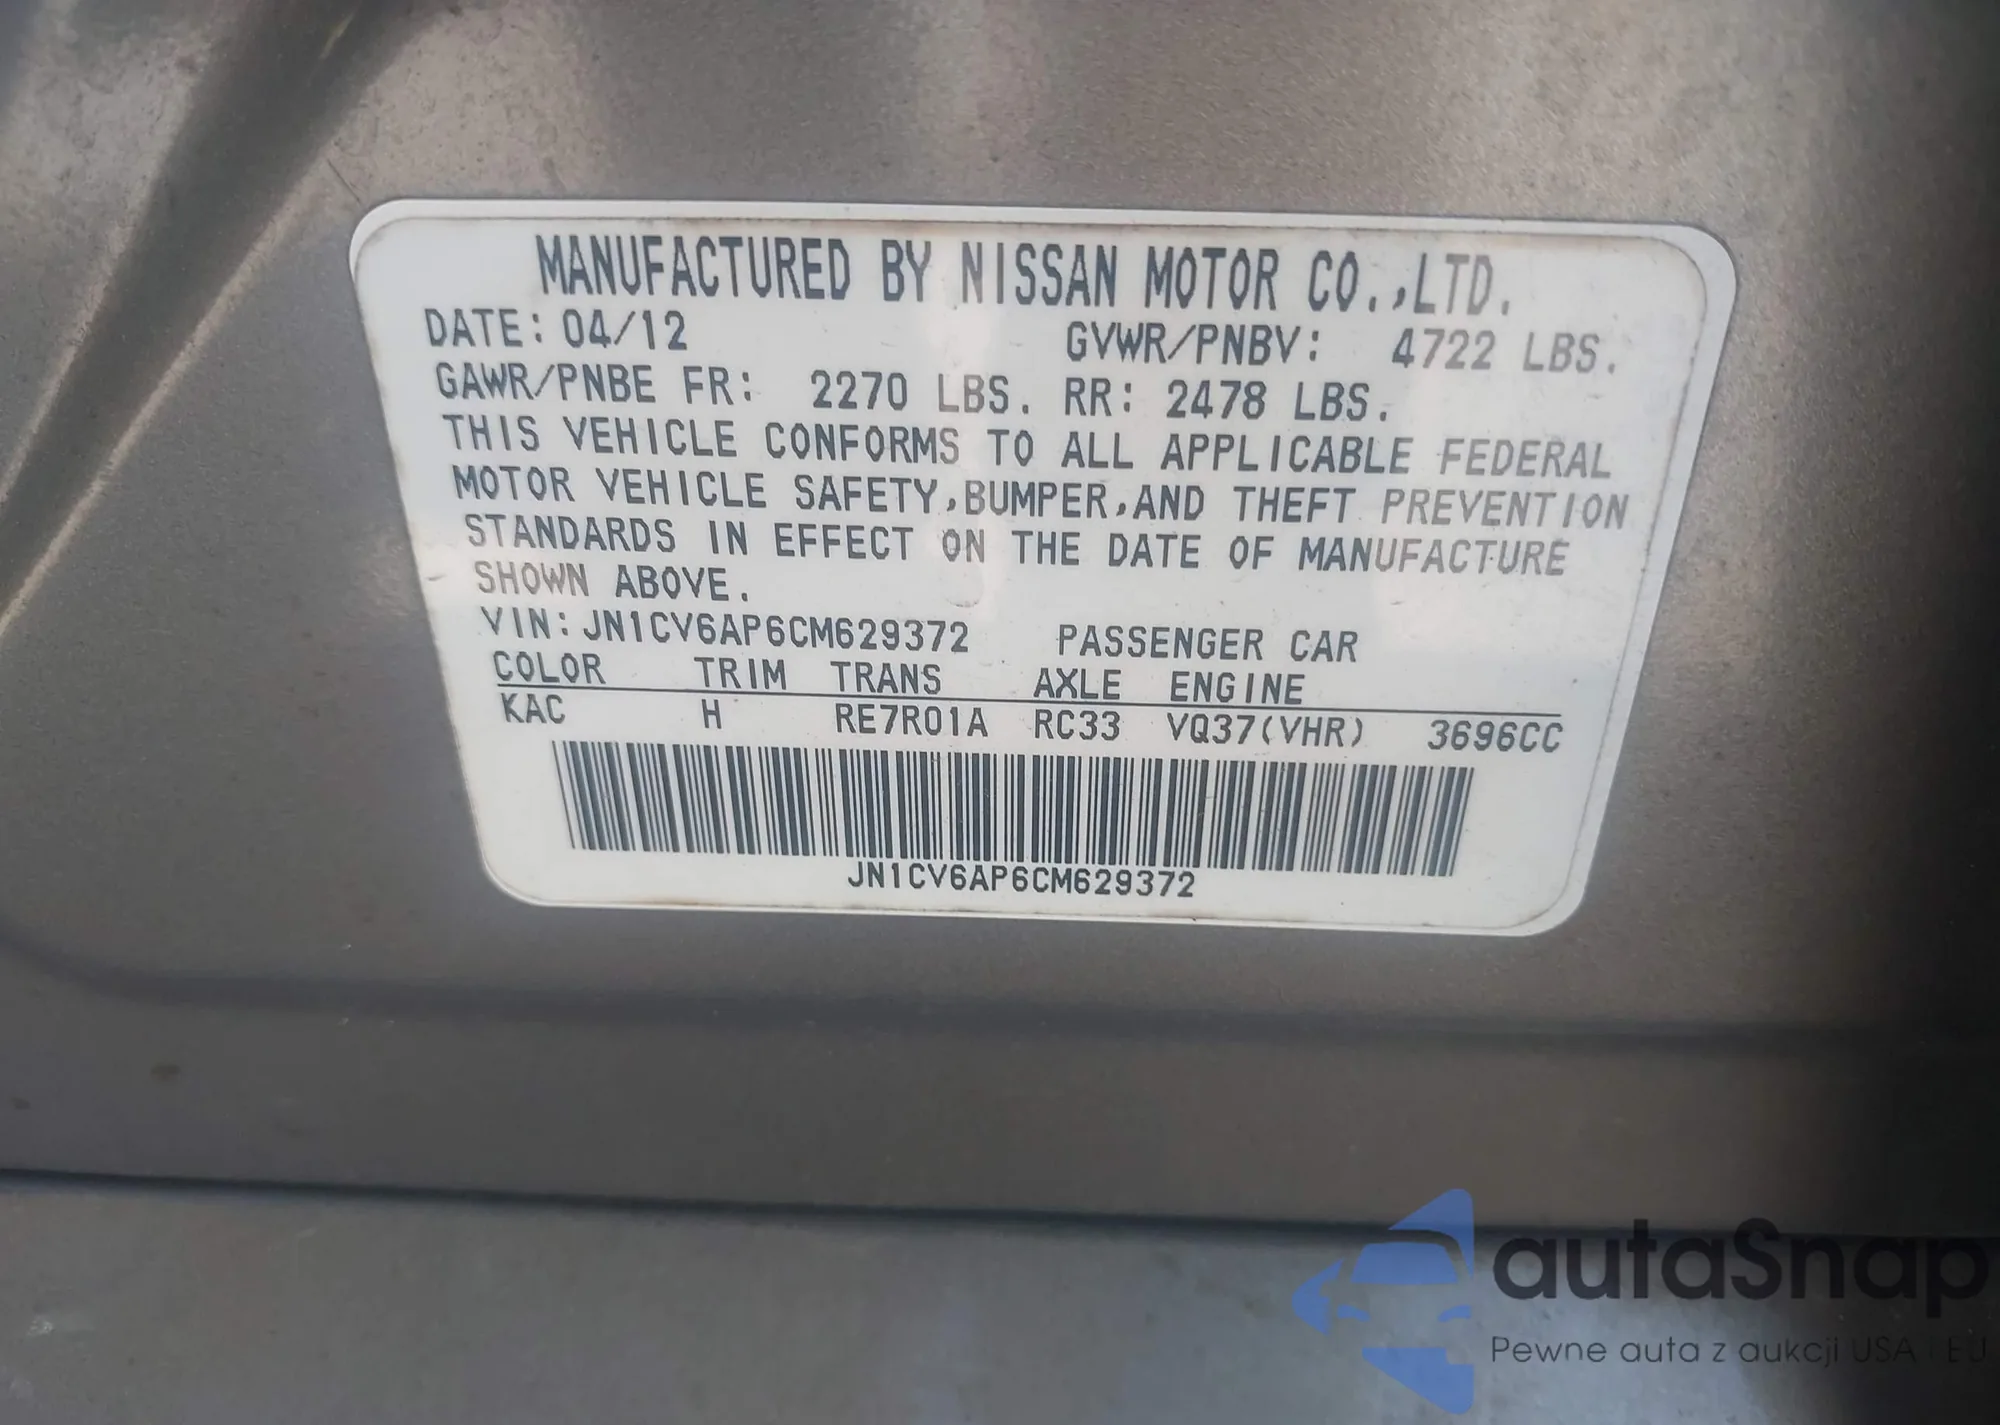 MANUFACTURED BY NISSAN MOTOR CO.,LTD.
DATE: 04/12 GVWR/PNBV: 4722 LBS.
GAWR/PNBE FR: 2270 LBS. RR: 2478 LBS.
THIS VEHICLE CONFORMS TO ALL APPLICABLE FEDERAL
MOTOR VEHICLE SAFETY,BUMPER,AND THEFT PREVENTION
STANDARDS IN EFFECT ON THE DATE OF MANUFACTURE
SHOWN ABOVE.
VIN: JN1CV6AP6CM629372 PASSENGER CAR
COLOR TRIM TRANS AXLE ENGINE
KAC H RE7R01A RC33 VQ37(VHR) 3696CC
JN1CV6AP6CM629372
autaSnap
Pewne auta z aukcji USA i EU